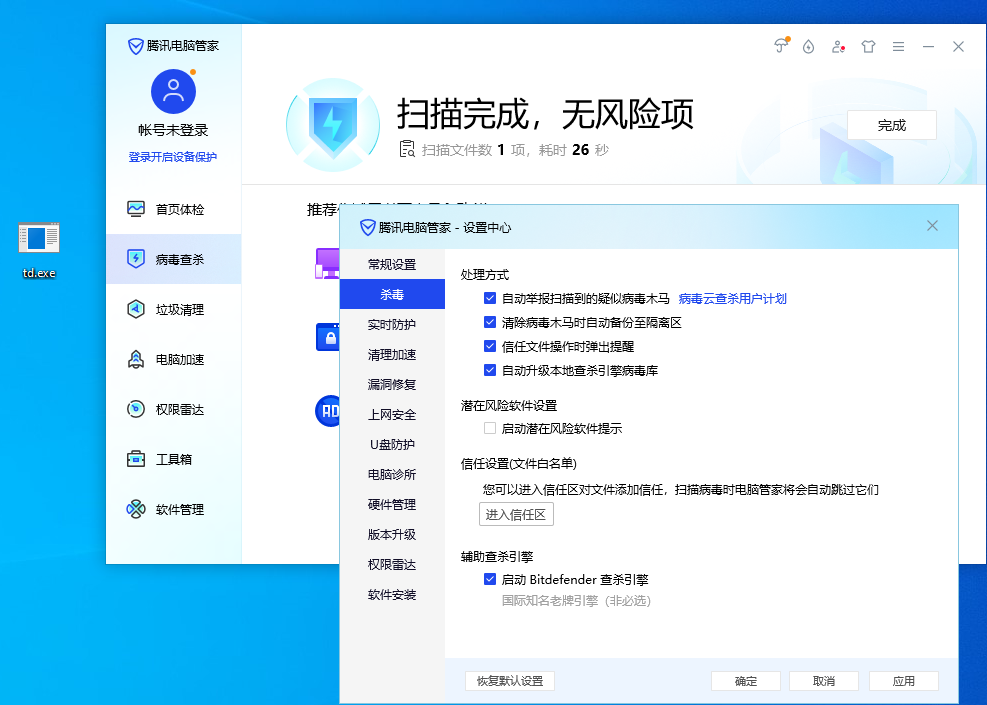 td.exe
腾讯电脑管家
帐号未登录
登录开启设备保护
首页体检
病毒查杀
垃圾清理
电脑加速
权限雷达
工具箱
软件管理
扫描完成，无风险项
扫描文件数 1 项，耗时 26 秒
完成
推荐
AD
腾讯电脑管家 - 设置中心
常规设置
杀毒
实时防护
清理加速
漏洞修复
上网安全
U盘防护
电脑诊所
硬件管理
版本升级
权限雷达
软件安装
处理方式
自动举报扫描到的疑似病毒木马 病毒云查杀用户计划
清除病毒木马时自动备份至隔离区
信任文件操作时弹出提醒
自动升级本地查杀引擎病毒库
潜在风险软件设置
启动潜在风险软件提示
信任设置(文件白名单)
您可以进入信任区对文件添加信任，扫描病毒时电脑管家将会自动跳过它们
进入信任区
辅助查杀引擎
启动 Bitdefender 查杀引擎
国际知名老牌引擎（非必选）
恢复默认设置
确定
取消
应用